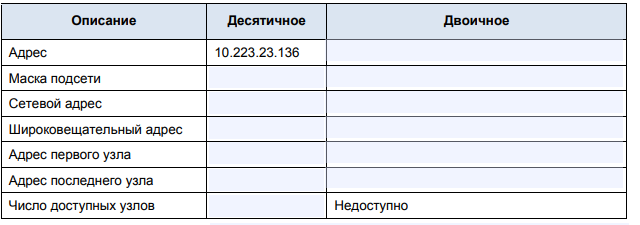 Описание Десятичное Двоичное
Адрес 10.223.23.136
Маска подсети
Сетевой адрес
Широковещательный адрес
Адрес первого узла
Адрес последнего узла
Число доступных узлов Недоступно